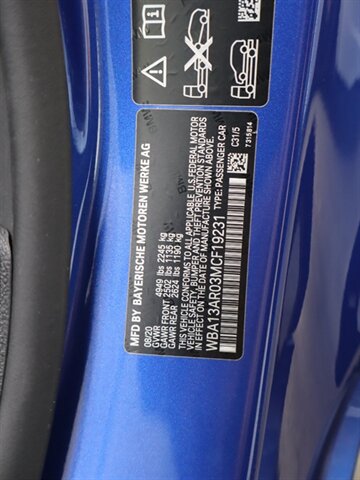 MFD BY BAYERISCHE MOTOREN WERKE AG
08/20
GVWR 4949 lbs 2245 kg
GAWR FRONT 2502 lbs 1135 kg
GAWR REAR 2624 lbs 1190 kg
THIS VEHICLE CONFORMS TO ALL APPLICABLE U.S. FEDERAL MOTOR
VEHICLE SAFETY, BUMPER AND THEFT PREVENTION STANDARDS
IN EFFECT ON THE DATE OF MANUFACTURE SHOWN ABOVE.
WBA13AR03MCF19231 TYPE: PASSENGER CAR
C31/5
7315814